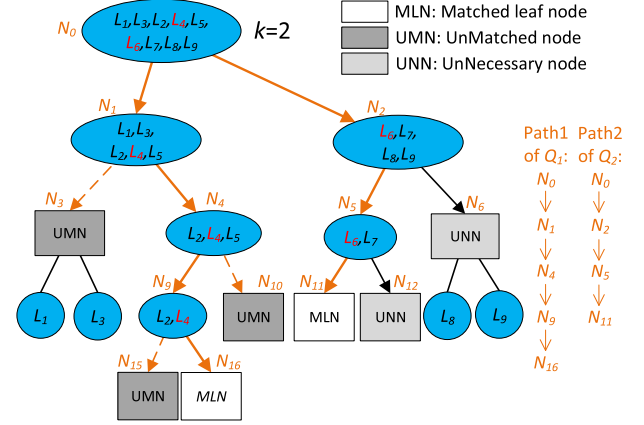 MLN: Matched leaf node
UMN: UnMatched node
UNN: UnNecessary node
N0
L1,L3,L2,L4,L5,
L6,L7,L8,L9
k=2
N1
L1,L3,
L2,L4,L5
N2
L6,L7,
L8,L9
Path1
of Q1:
N0
N1
N4
N9
N16
Path2
of Q2:
N0
N2
N5
N11
N3
UMN
N4
L2,L4,L5
N5
L6,L7
N6
UNN
L1
L3
N9
L2,L4
N10
UMN
N11
MLN
N12
UNN
L8
L9
N15
UMN
N16
MLN